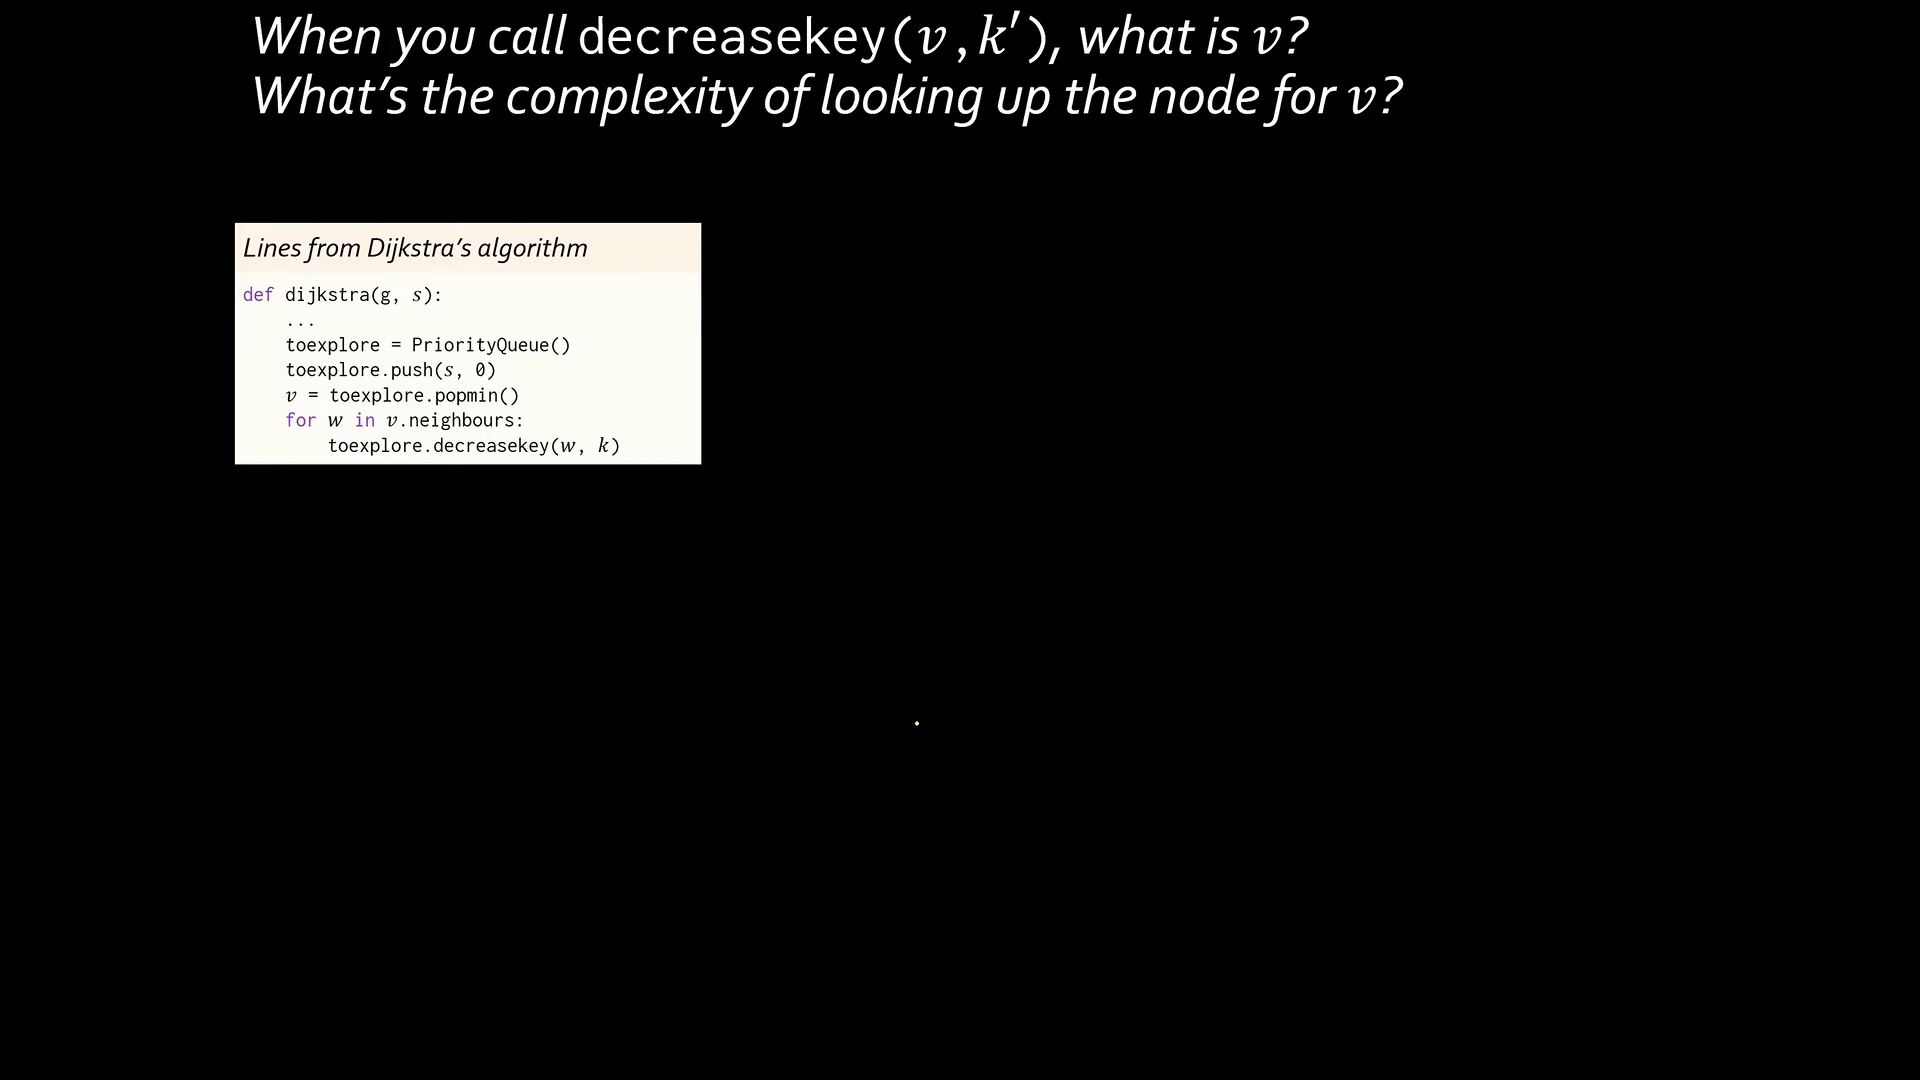 When you call decreasekey(v,k′), what is v?
What's the complexity of looking up the node for v?
Lines from Dijkstra's algorithm
def dijkstra(g, s):
...
toexplore = PriorityQueue()
toexplore.push(s, 0)
v = toexplore.popmin()
for w in v.neighbours:
toexplore.decreasekey(w, k)